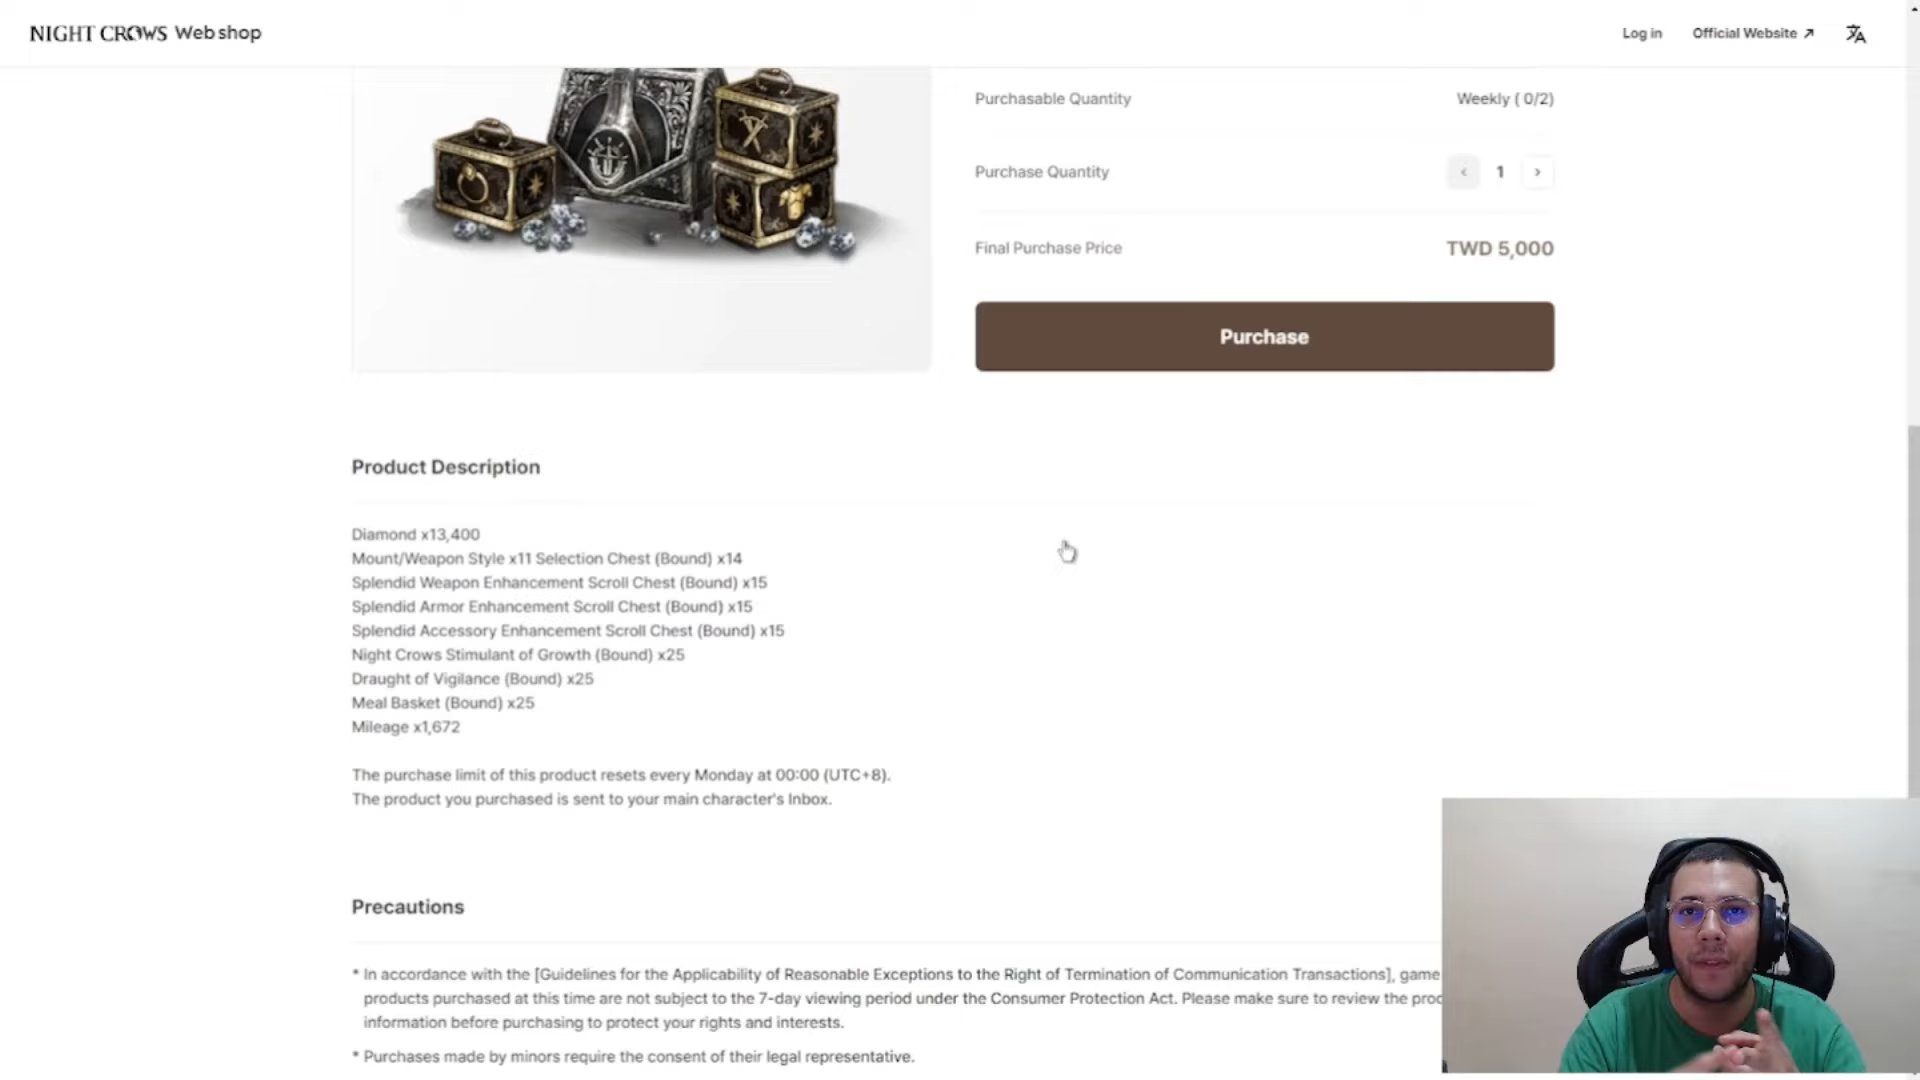 NIGHT CROWS Web shop
Log in
Official Website
Purchasable Quantity
Weekly ( 0/2)
Purchase Quantity
1
Final Purchase Price
TWD 5,000
Purchase
Product Description
Diamond x13,400
Mount/Weapon Style x11 Selection Chest (Bound) x14
Splendid Weapon Enhancement Scroll Chest (Bound) x15
Splendid Armor Enhancement Scroll Chest (Bound) x15
Splendid Accessory Enhancement Scroll Chest (Bound) x15
Night Crows Stimulant of Growth (Bound) x25
Draught of Vigilance (Bound) x25
Meal Basket (Bound) x25
Mileage x1,672
The purchase limit of this product resets every Monday at 00:00 (UTC+8).
The product you purchased is sent to your main character's Inbox.
Precautions
* In accordance with the [Guidelines for the Applicability of Reasonable Exceptions to the Right of Termination of Communication Transactions], game
products purchased at this time are not subject to the 7-day viewing period under the Consumer Protection Act. Please make sure to review the proc
information before purchasing to protect your rights and interests.
* Purchases made by minors require the consent of their legal representative.